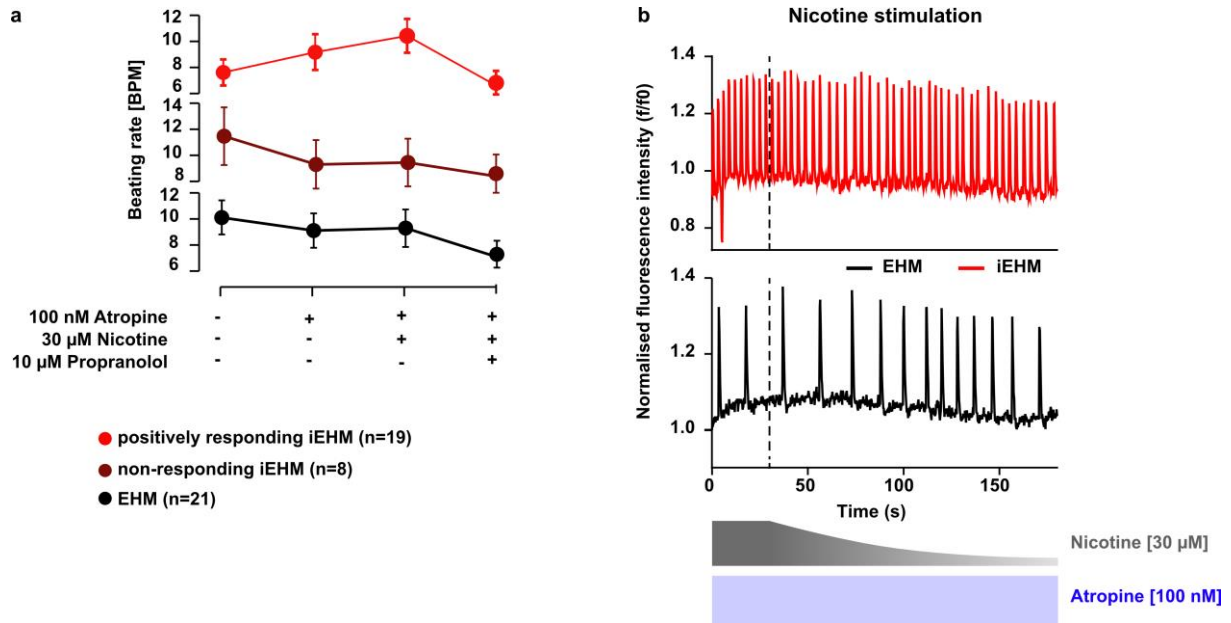 a
12
10
8
6
14
12
10
8
12
10
8
6
Beating rate [BPM]
100 nM Atropine - + + +
30 µM Nicotine - - + +
10 µM Propranolol - - - +
positively responding iEHM (n=19)
non-responding iEHM (n=8)
EHM (n=21)
b
Nicotine stimulation
1.4
1.2
1.0
0.8
EHM
iEHM
1.4
1.2
1.0
Normalised fluorescence intensity (f/f0)
0
50
100
150
Time (s)
Nicotine [30 µM]
Atropine [100 nM]